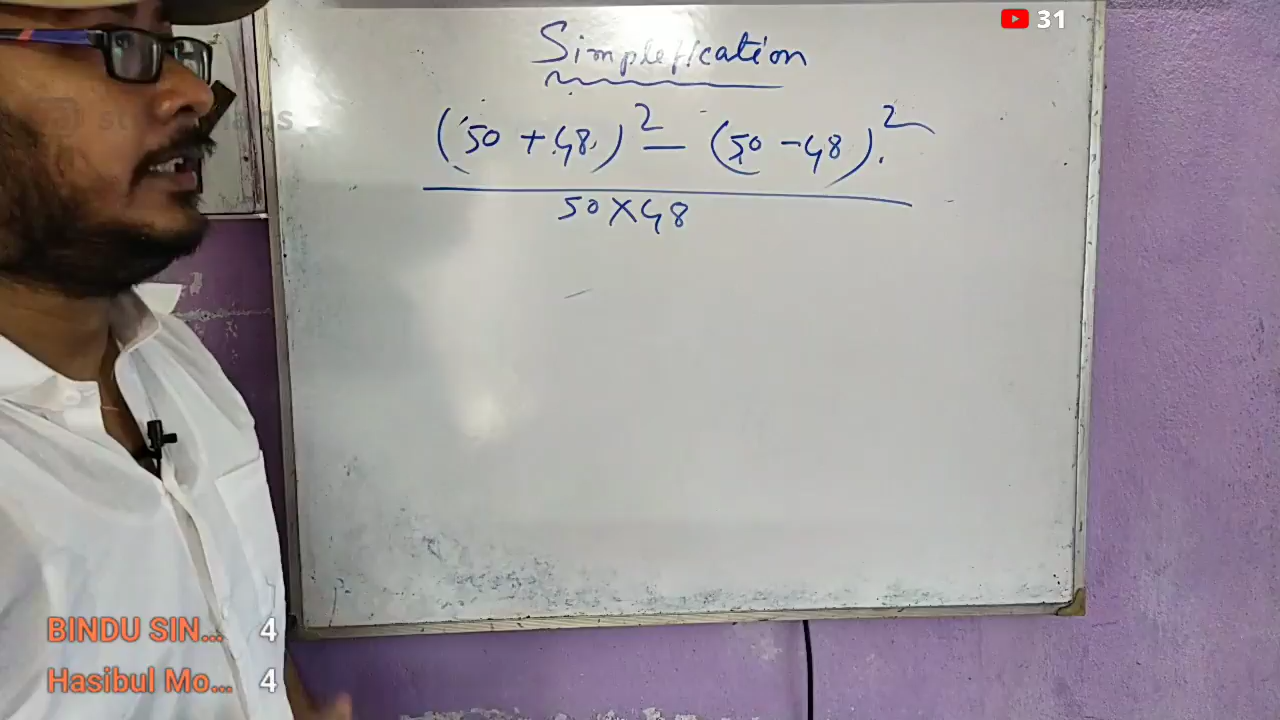 31
Simplefication
(50 + 48)² — (50 - 48)².
50 X 48
BINDU SIN... 4
Hasibul Mo... 4